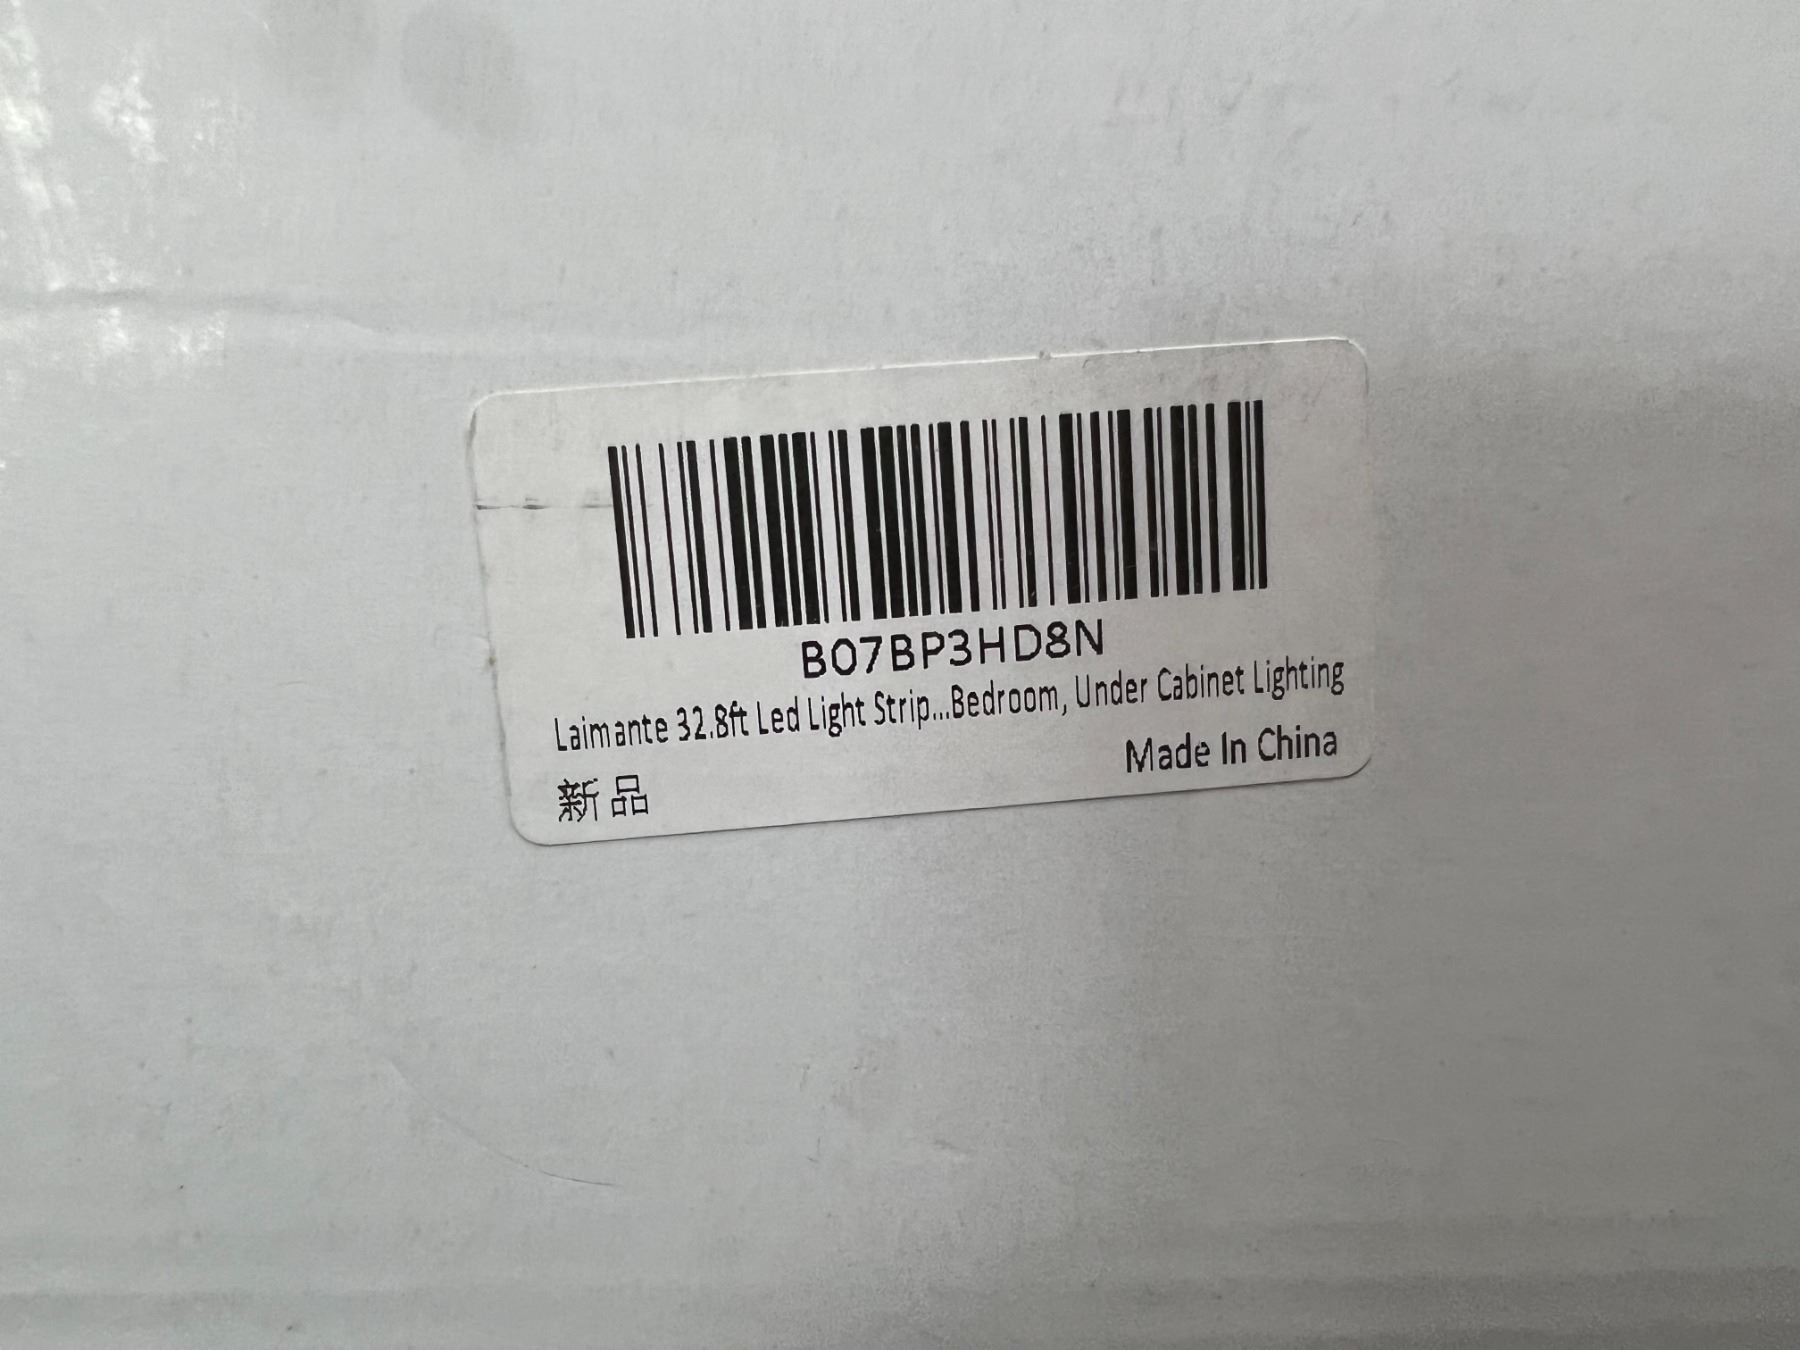 B07BP3HD8N
Laimante 32.8ft Led Light Strip...Bedroom, Under Cabinet Lighting
Made In China
新品